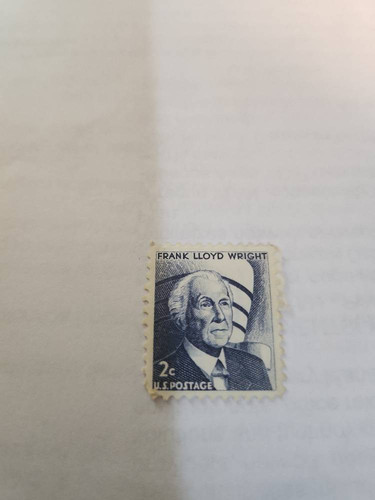 FRANK LLOYD WRIGHT
2c
U.S. POSTAGE